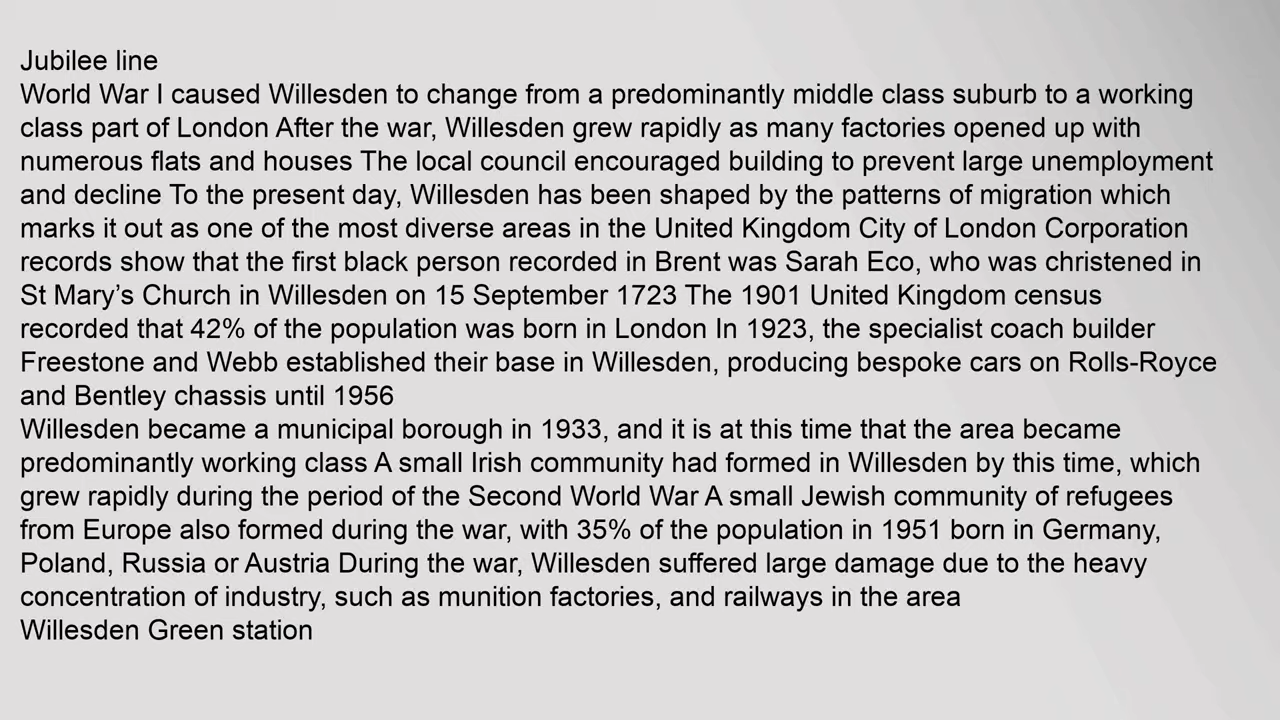 Jubilee line
World War I caused Willesden to change from a predominantly middle class suburb to a working
class part of London After the war, Willesden grew rapidly as many factories opened up with
numerous flats and houses The local council encouraged building to prevent large unemployment
and decline To the present day, Willesden has been shaped by the patterns of migration which
marks it out as one of the most diverse areas in the United Kingdom City of London Corporation
records show that the first black person recorded in Brent was Sarah Eco, who was christened in
St Mary’s Church in Willesden on 15 September 1723 The 1901 United Kingdom census
recorded that 42% of the population was born in London In 1923, the specialist coach builder
Freestone and Webb established their base in Willesden, producing bespoke cars on Rolls-Royce
and Bentley chassis until 1956
Willesden became a municipal borough in 1933, and it is at this time that the area became
predominantly working class A small Irish community had formed in Willesden by this time, which
grew rapidly during the period of the Second World War A small Jewish community of refugees
from Europe also formed during the war, with 35% of the population in 1951 born in Germany,
Poland, Russia or Austria During the war, Willesden suffered large damage due to the heavy
concentration of industry, such as munition factories, and railways in the area
Willesden Green station